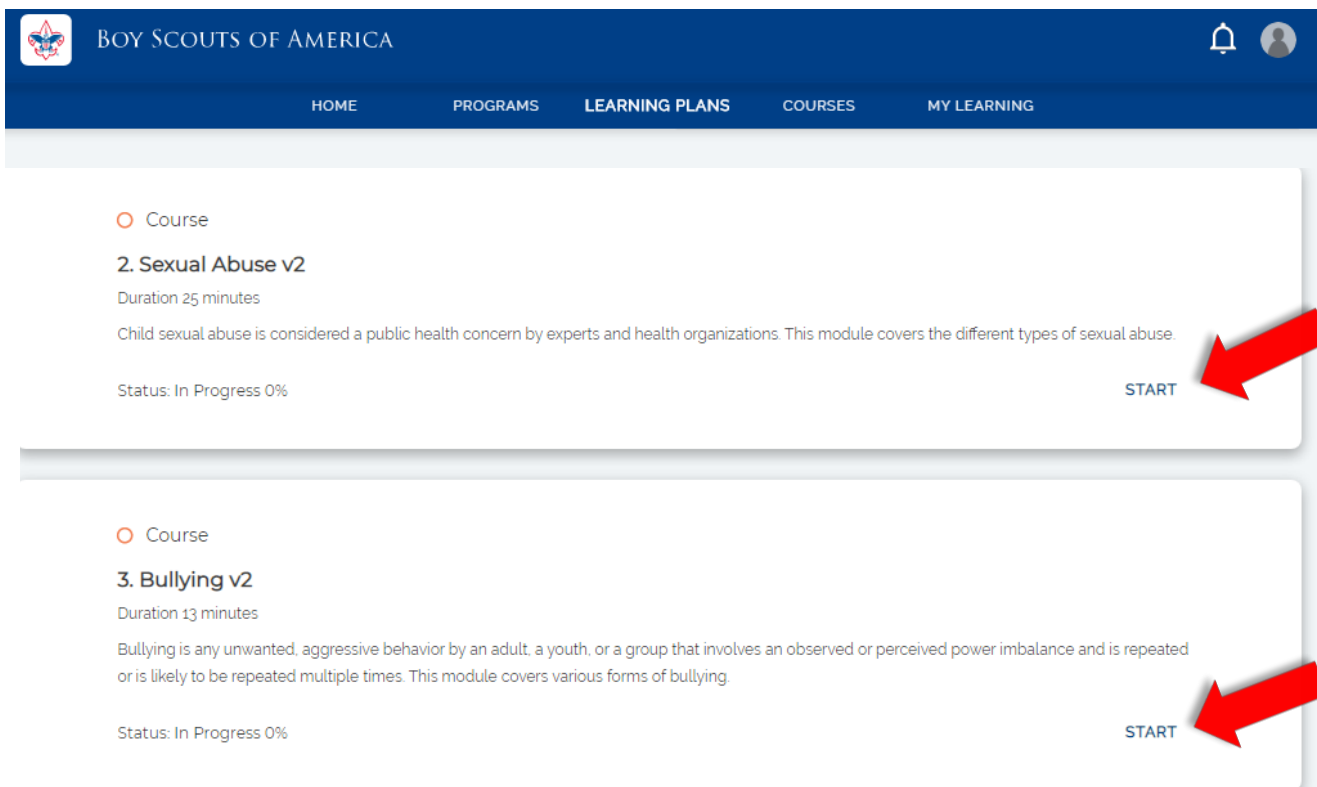 BOY SCOUTS OF AMERICA
HOME PROGRAMS LEARNING PLANS COURSES MY LEARNING
Course
2. Sexual Abuse v2
Duration 25 minutes
Child sexual abuse is considered a public health concern by experts and health organizations. This module covers the different types of sexual abuse.
Status: In Progress 0% START
Course
3. Bullying v2
Duration 13 minutes
Bullying is any unwanted, aggressive behavior by an adult, a youth, or a group that involves an observed or perceived power imbalance and is repeated
or is likely to be repeated multiple times. This module covers various forms of bullying.
Status: In Progress 0% START